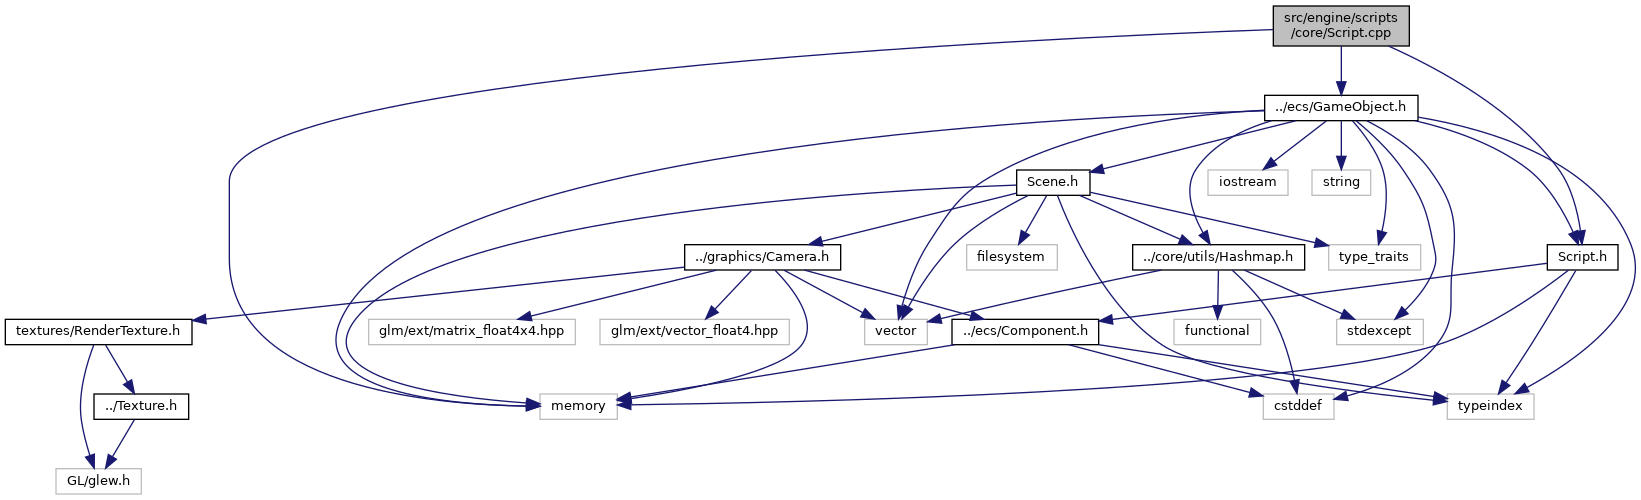 src/engine/scripts
/core/Script.cpp
../ecs/GameObject.h
Scene.h
iostream
string
../graphics/Camera.h
filesystem
../core/utils/Hashmap.h
type_traits
Script.h
textures/RenderTexture.h
glm/ext/matrix_float4x4.hpp
glm/ext/vector_float4.hpp
vector
../ecs/Component.h
functional
stdexcept
../Texture.h
memory
cstddef
typeindex
GL/glew.h